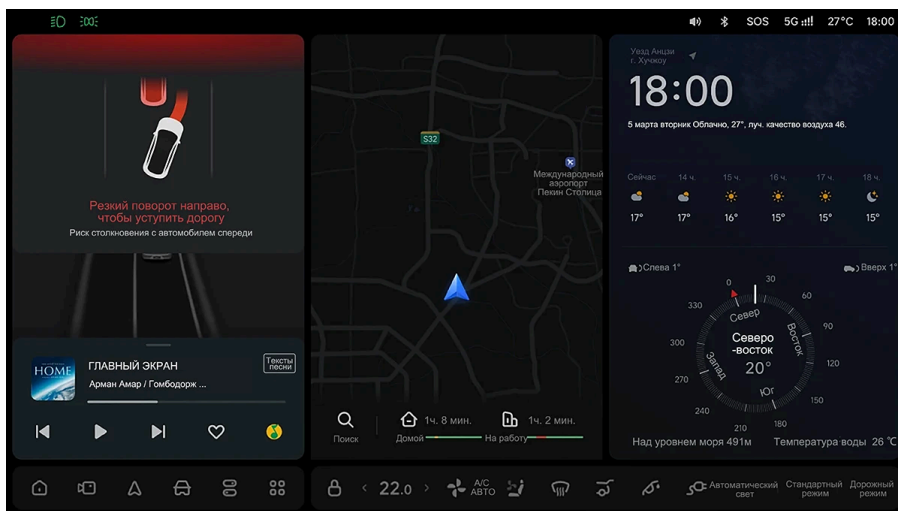 SOS
5G
27°C
18:00
Резкий поворот направо,
чтобы уступить дорогу
Риск столкновения с автомобилем спереди
HOME
ГЛАВНЫЙ ЭКРАН
Арман Амар / Гомбодорж ...
Тексты
песни
S32
Международный
аэропорт
Пекин Столица
Поиск
1ч. 8 мин.
Домой
1ч. 2 мин.
На работу
Уезд Анцзи
г. Хучжоу
18:00
5 марта вторник Облачно, 27°, луч. качество воздуха 46.
Сейчас 14 ч. 15 ч. 16 ч. 17 ч. 18 ч.
17° 17° 16° 15° 15° 15°
Слева 1°
Вверх 1°
0 30 60 90 120 150 180 210 240 270 300 330
Север
Восток
Юг
Запад
Северо
-восток
20°
Над уровнем моря 491м
Температура воды 26 °C
22.0
A/C
АВТО
Автоматический
свет
Стандартный
режим
Дорожный
режим